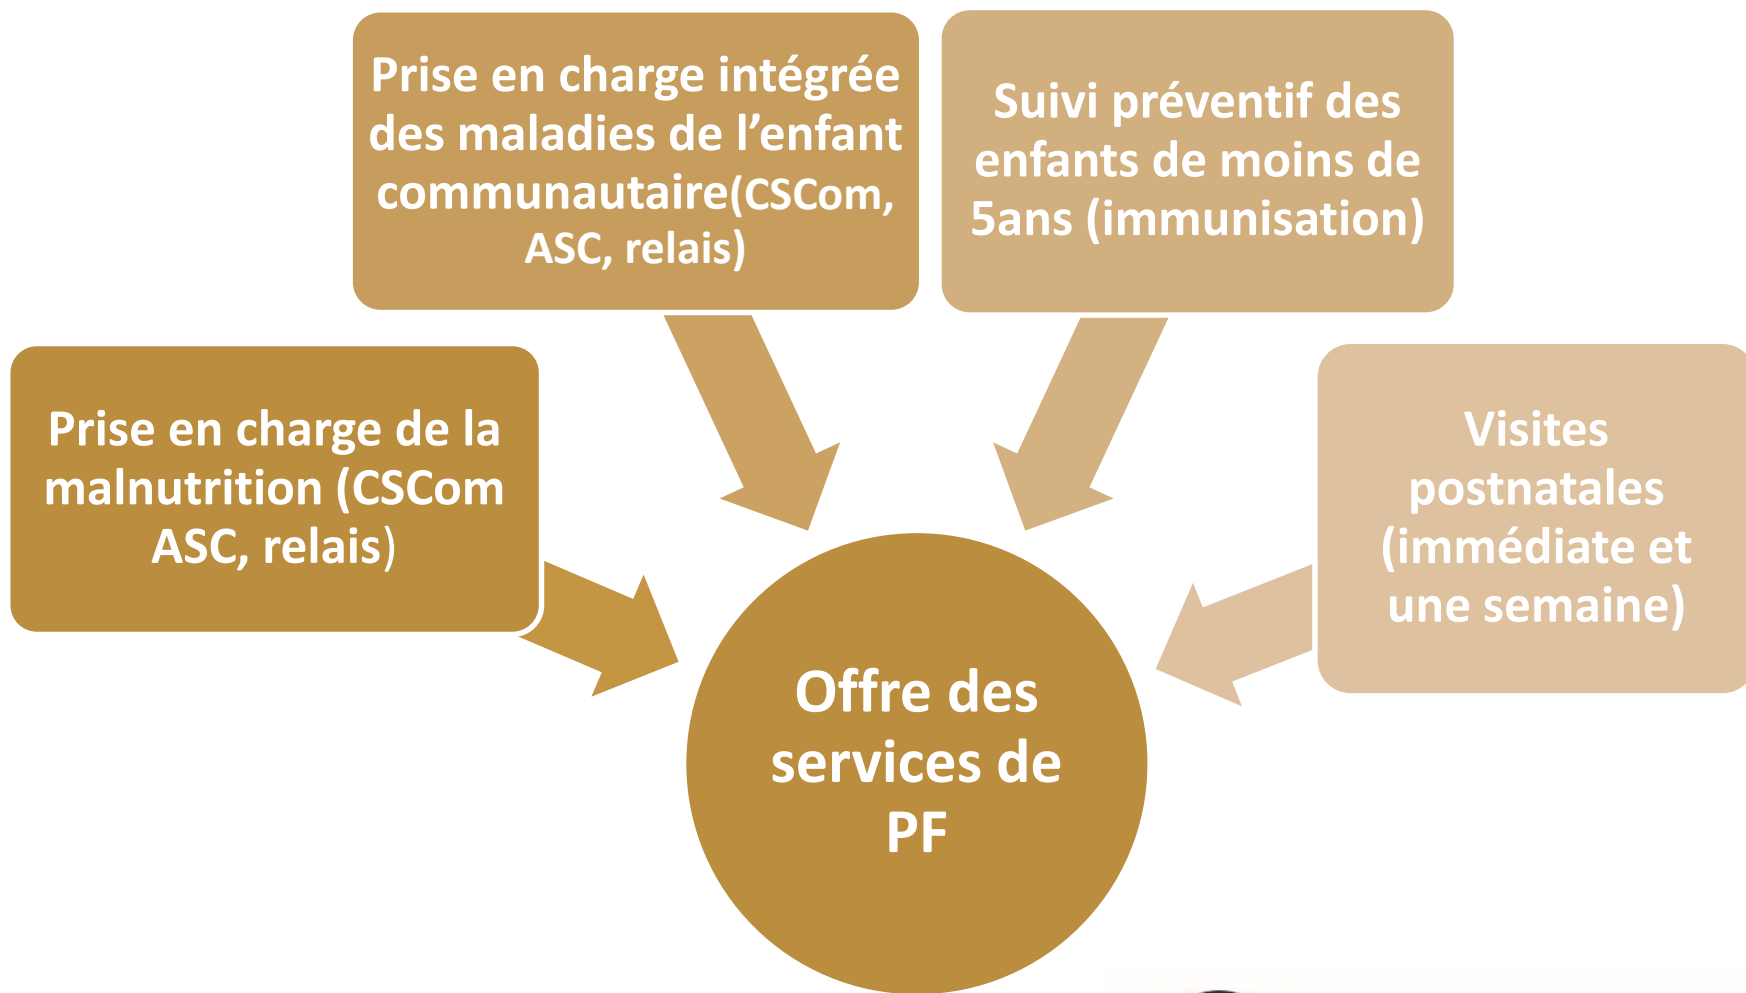 Prise en charge intégrée
des maladies de l’enfant
communautaire(CSCom,
ASC, relais)
Suivi préventif des
enfants de moins de
5ans (immunisation)
Prise en charge de la
malnutrition (CSCom
ASC, relais)
Visites
postnatales
(immédiate et
une semaine)
Offre des
services de
PF